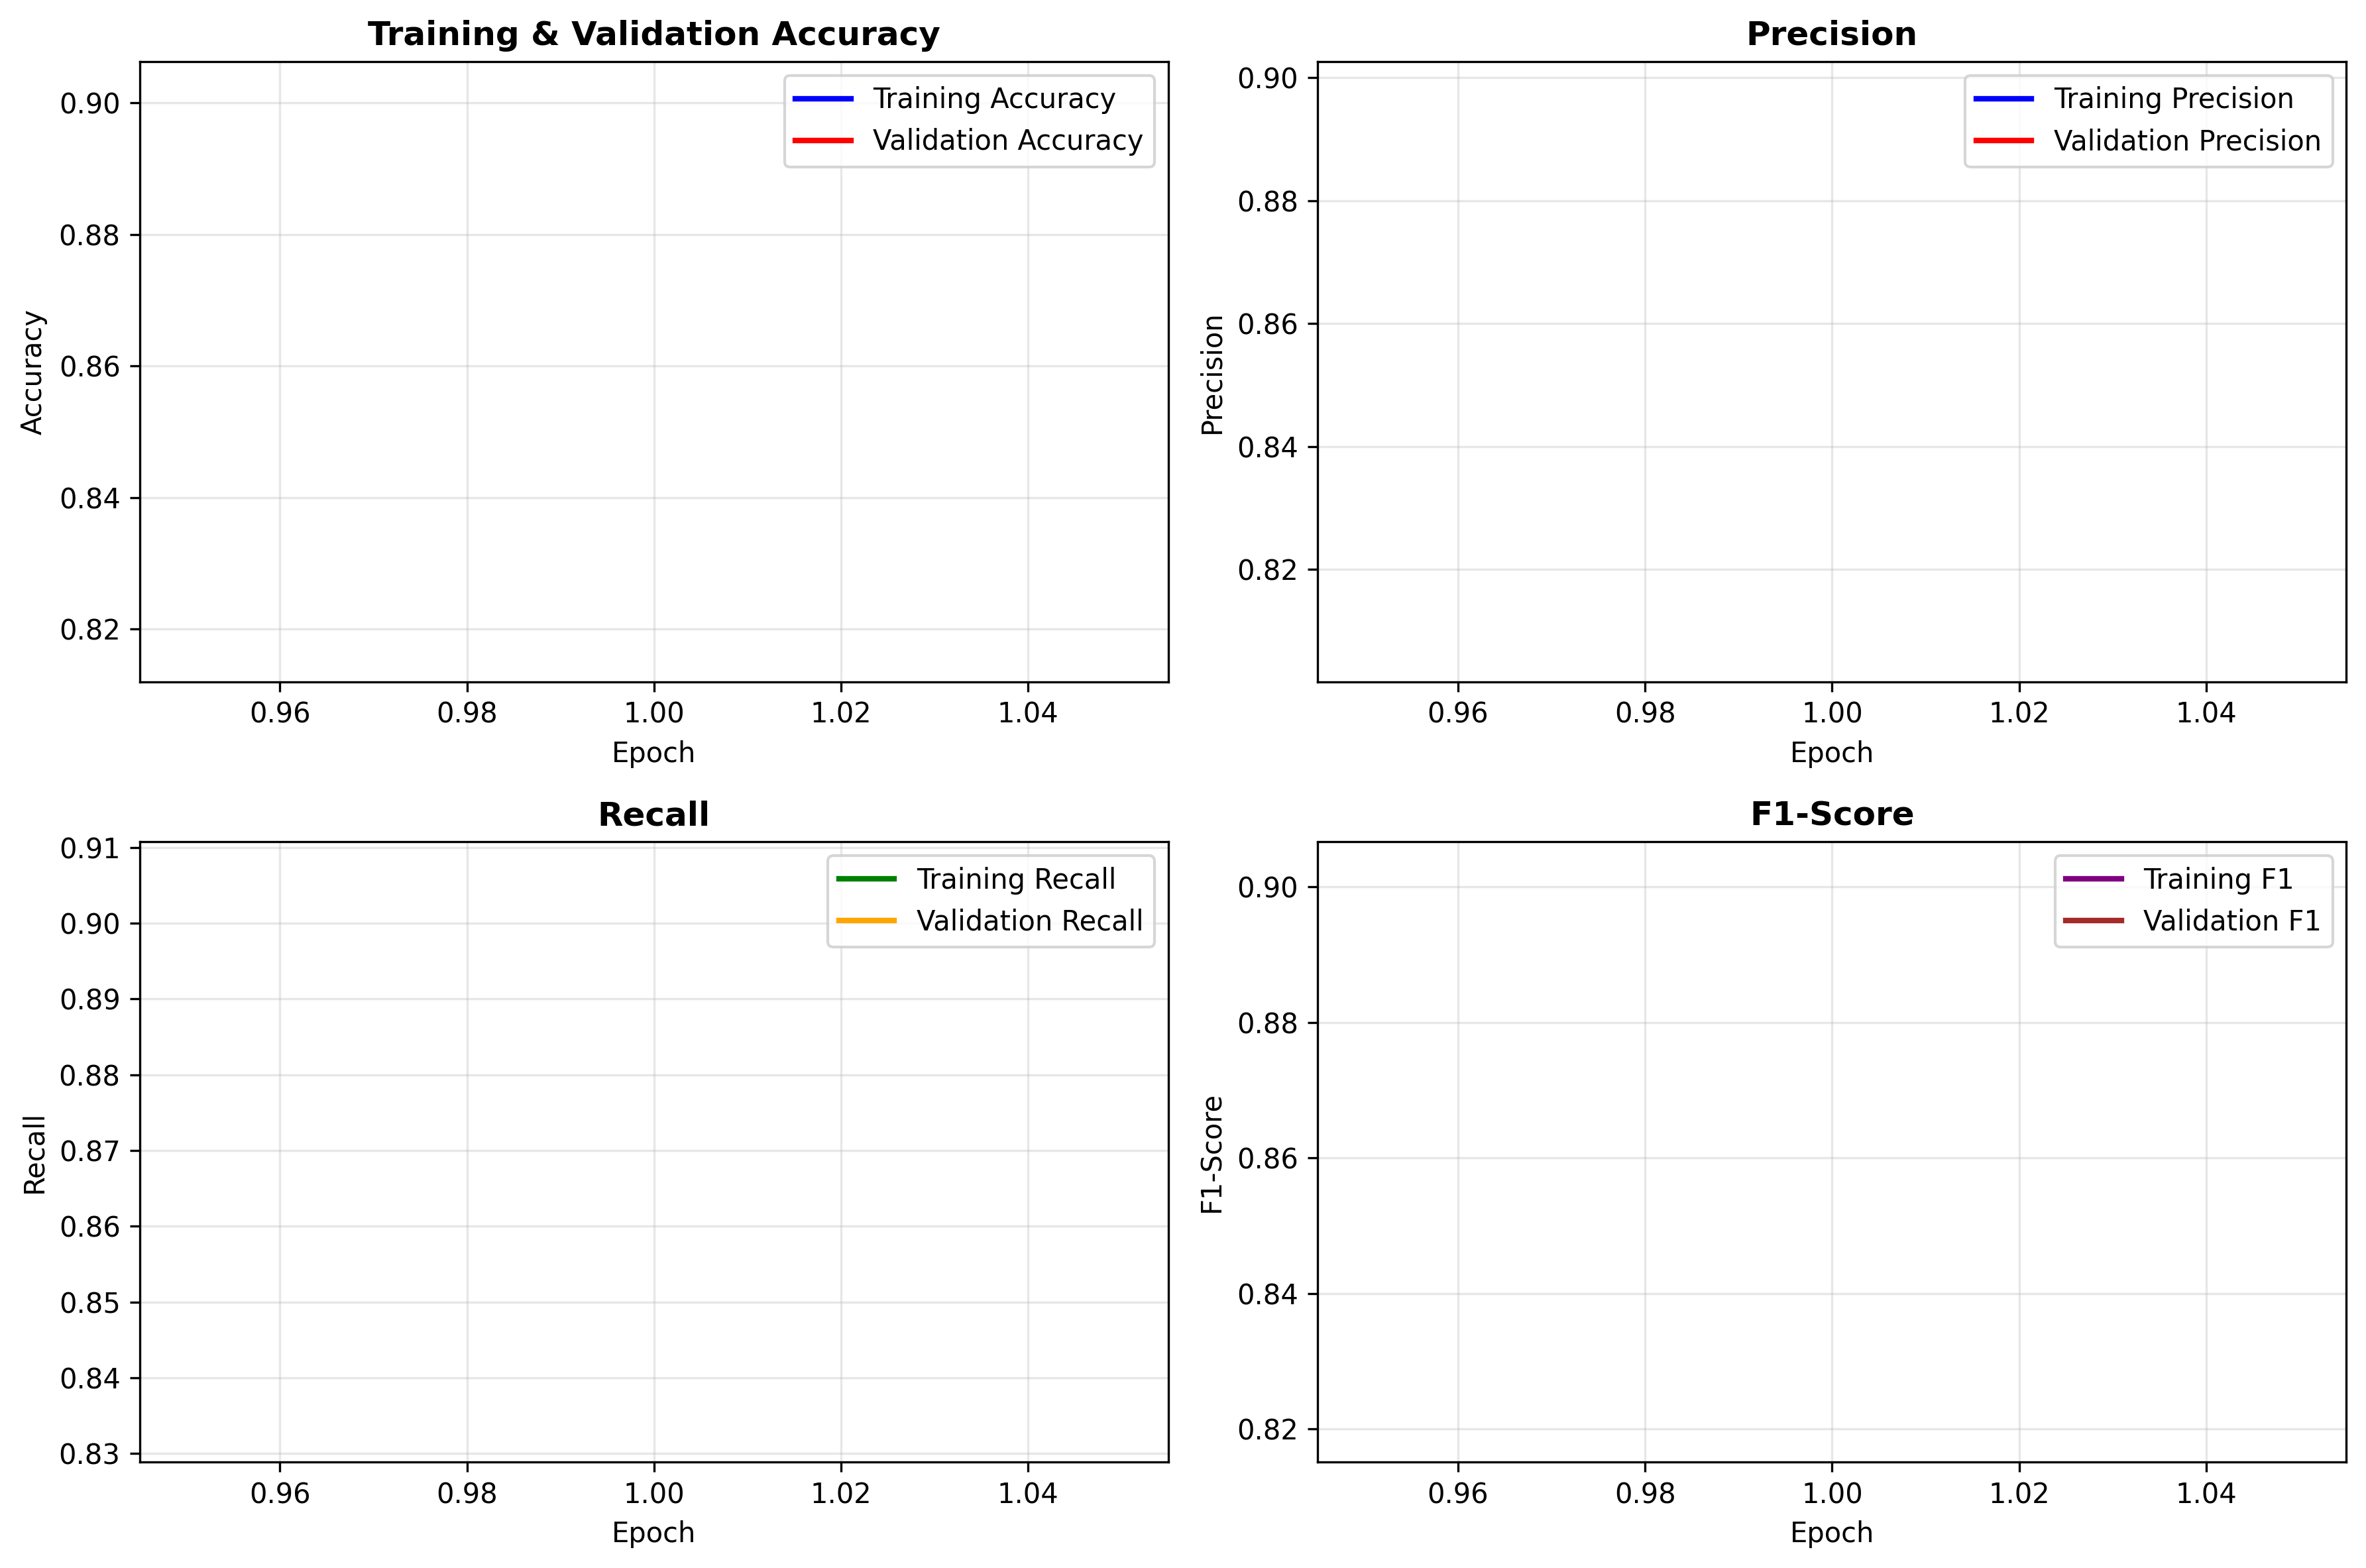 Training & Validation Accuracy
Training Accuracy
Validation Accuracy
Accuracy
0.90
0.88
0.86
0.84
0.82
0.96 0.98 1.00 1.02 1.04
Epoch
Precision
Training Precision
Validation Precision
Precision
0.90
0.88
0.86
0.84
0.82
0.96 0.98 1.00 1.02 1.04
Epoch
Recall
Training Recall
Validation Recall
Recall
0.91
0.90
0.89
0.88
0.87
0.86
0.85
0.84
0.83
0.96 0.98 1.00 1.02 1.04
Epoch
F1-Score
Training F1
Validation F1
F1-Score
0.90
0.88
0.86
0.84
0.82
0.96 0.98 1.00 1.02 1.04
Epoch